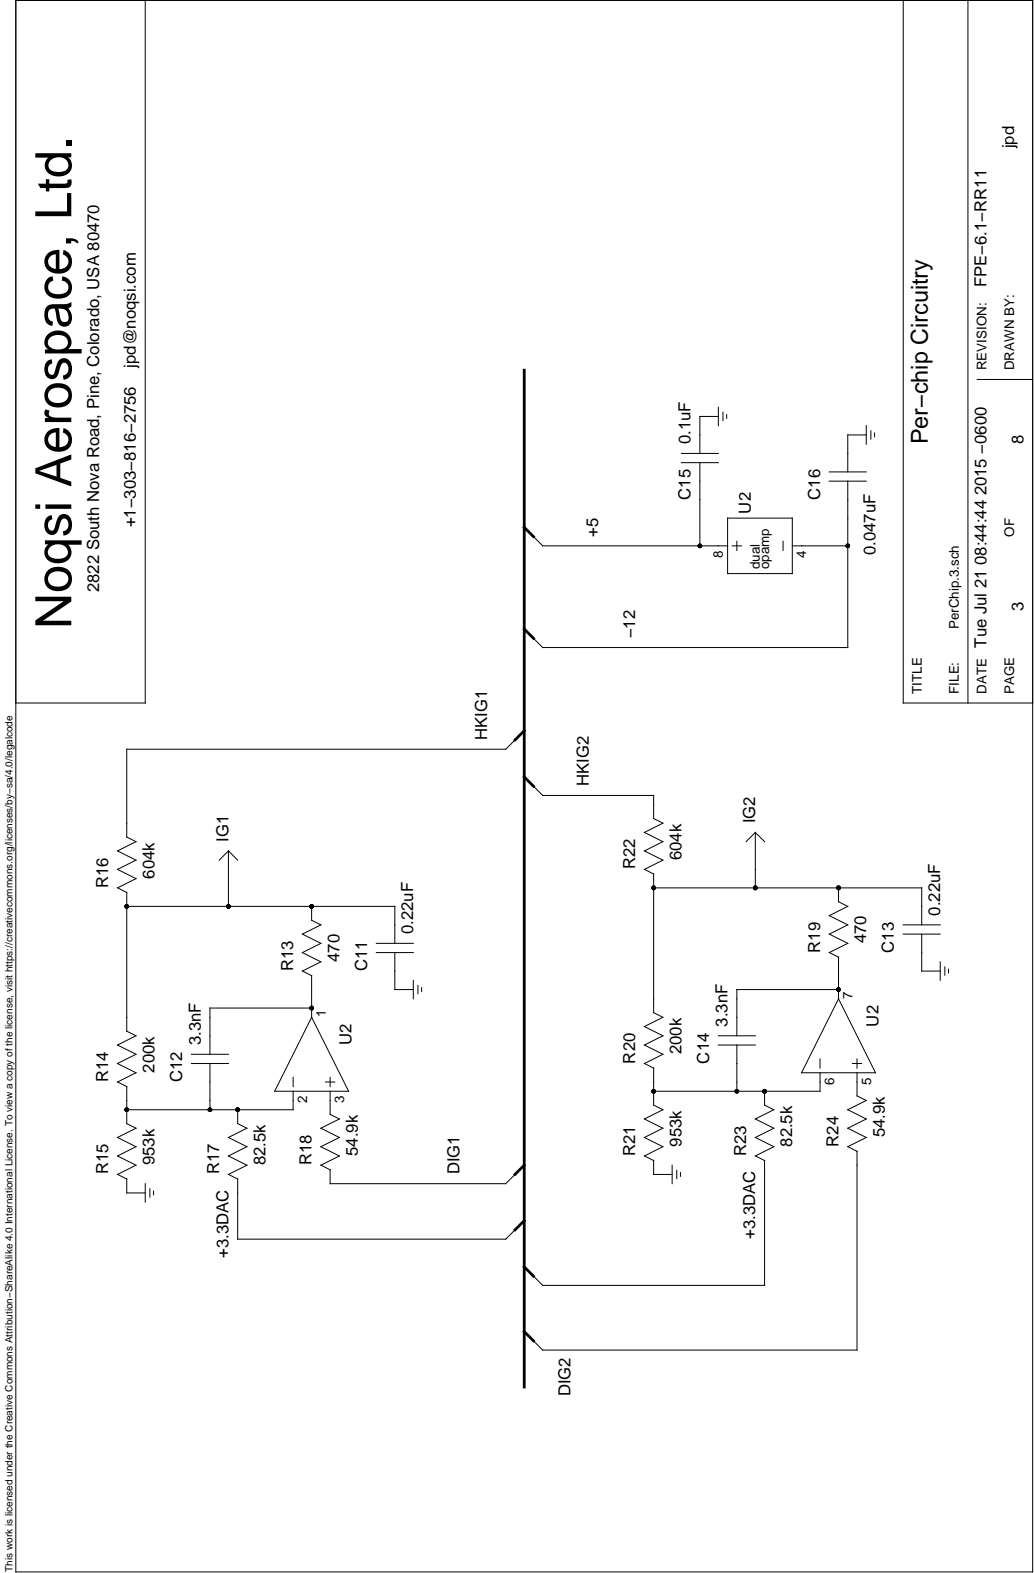 This work is licensed under the Creative Commons Attribution−ShareAlike 4.0 International License. To view a copy of the license, visit https://creativecommons.org/licenses/by−sa/4.0/legalcode
Noqsi Aerospace, Ltd.
2822 South Nova Road, Pine, Colorado, USA 80470
+1−303−816−2756 jpd@noqsi.com
R15
953k
R14
200k
R16
604k
C12
3.3nF
R17
82.5k
+3.3DAC
IG1
R18
54.9k
2
3
1
U2
R13
470
C11
0.22uF
DIG1
HKIG1
DIG2
HKIG2
−12
+5
R21
953k
R20
200k
R22
604k
C14
3.3nF
R23
82.5k
+3.3DAC
IG2
R24
54.9k
6
5
7
U2
R19
470
C13
0.22uF
C15
0.1uF
U2
8
+
dual
opamp
−
4
C16
0.047uF
TITLE
Per−chip Circuitry
FILE: PerChip.3.sch
DATE Tue Jul 21 08:44:44 2015 −0600
REVISION: FPE−6.1−RR11
PAGE 3 OF 8
DRAWN BY: jpd